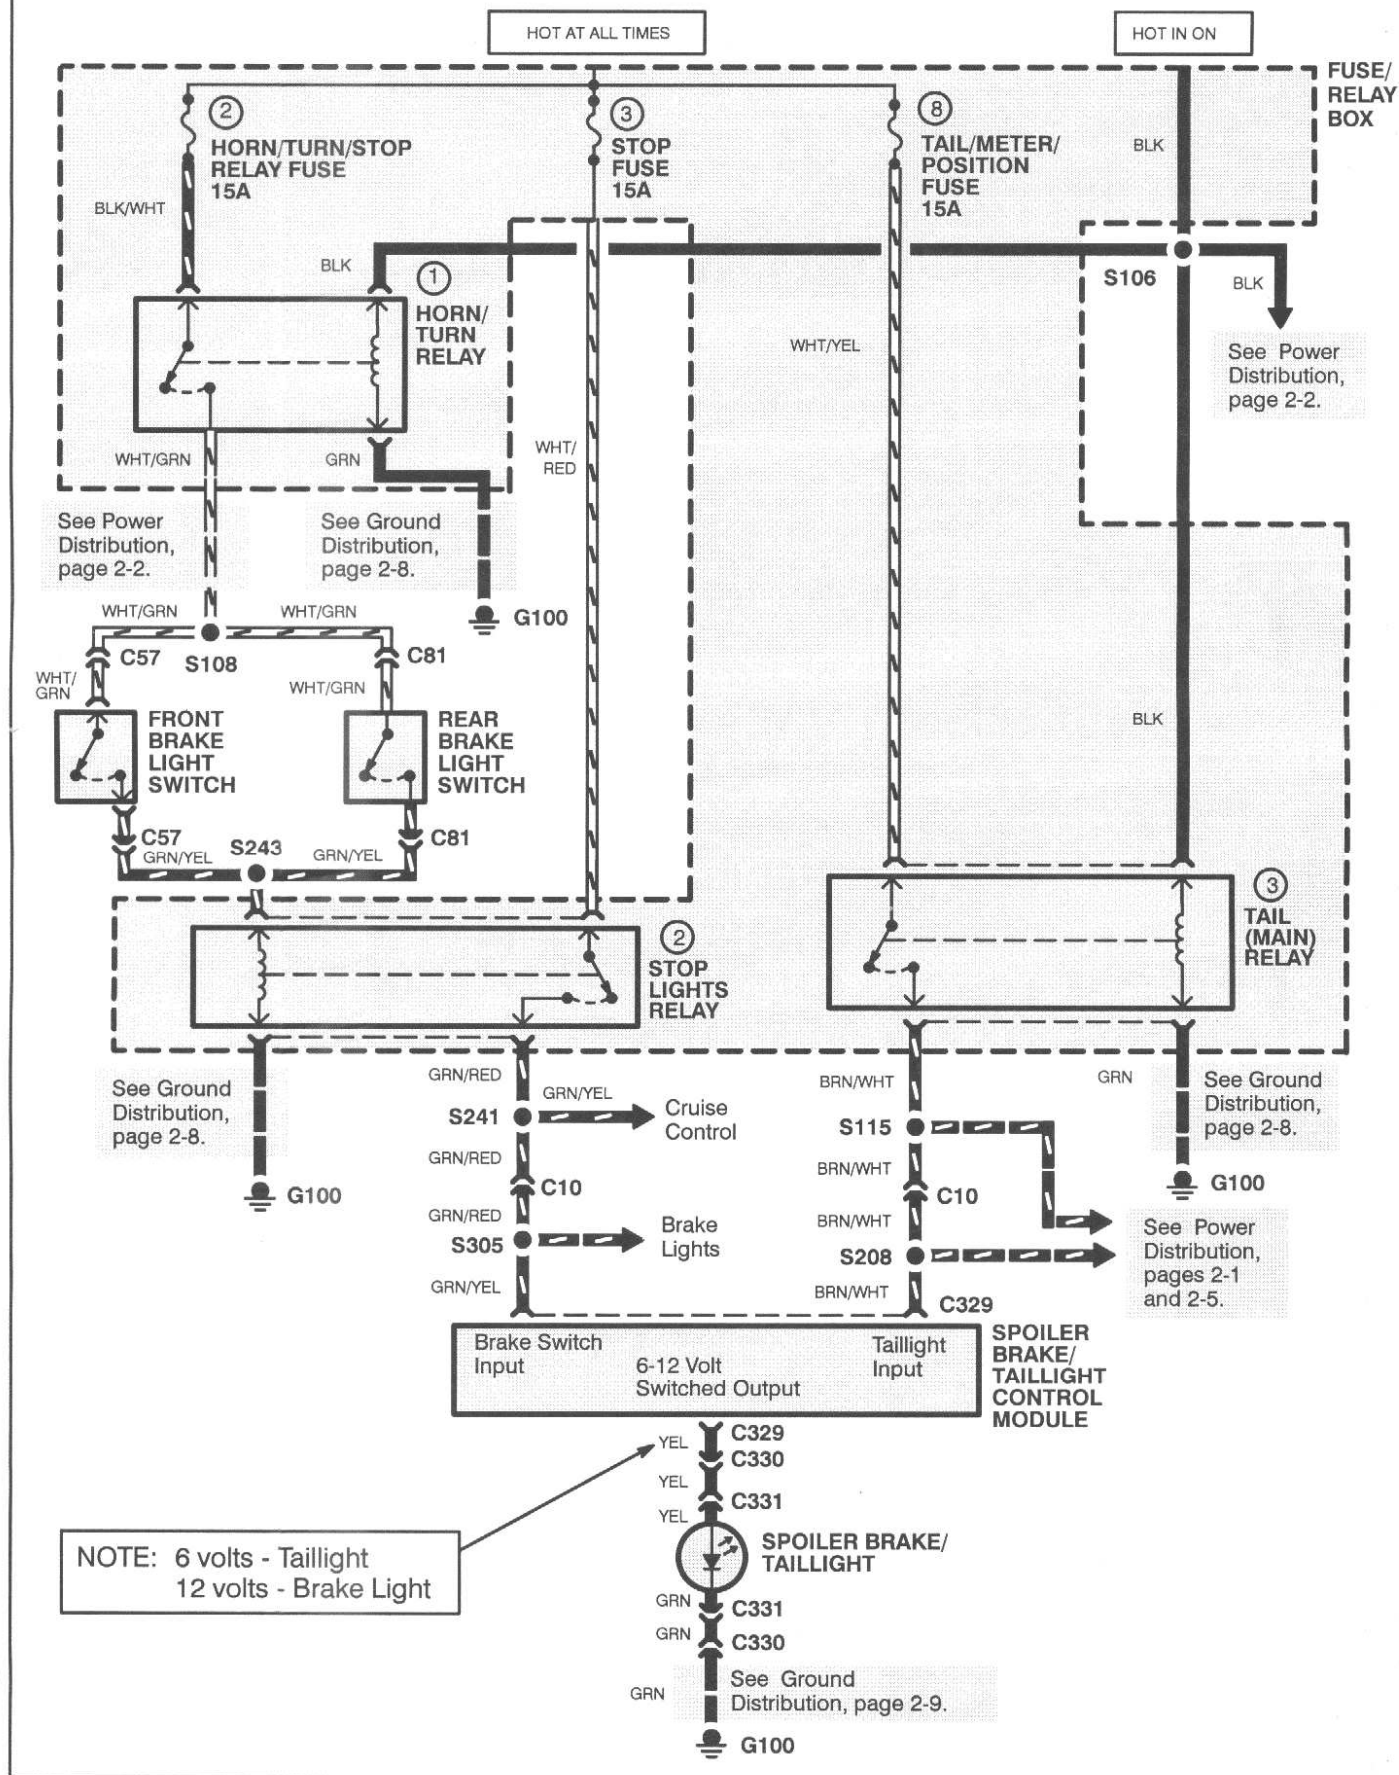 HOT AT ALL TIMES
HOT IN ON
FUSE/
RELAY
BOX
2
HORN/TURN/STOP
RELAY FUSE
15A
3
STOP
FUSE
15A
8
TAIL/METER/
POSITION
FUSE
15A
BLK
BLK/WHT
BLK
1
HORN/
TURN
RELAY
S106
BLK
See Power
Distribution,
page 2-2.
WHT/YEL
WHT/
RED
WHT/GRN
GRN
See Power
Distribution,
page 2-2.
See Ground
Distribution,
page 2-8.
G100
WHT/GRN
WHT/GRN
C57
S108
C81
WHT/
GRN
WHT/GRN
FRONT
BRAKE
LIGHT
SWITCH
REAR
BRAKE
LIGHT
SWITCH
BLK
C57
S243
C81
GRN/YEL
GRN/YEL
2
STOP
LIGHTS
RELAY
3
TAIL
(MAIN)
RELAY
See Ground
Distribution,
page 2-8.
G100
GRN/RED
GRN/YEL
S241
Cruise
Control
GRN/RED
C10
GRN/RED
S305
Brake
Lights
GRN/YEL
BRN/WHT
GRN
See Ground
Distribution,
page 2-8.
S115
BRN/WHT
C10
G100
BRN/WHT
S208
See Power
Distribution,
pages 2-1
and 2-5.
BRN/WHT
C329
Brake Switch
Input
6-12 Volt
Switched Output
Taillight
Input
SPOILER
BRAKE/
TAILLIGHT
CONTROL
MODULE
YEL
C329
C330
YEL
C331
YEL
SPOILER BRAKE/
TAILLIGHT
NOTE: 6 volts - Taillight
12 volts - Brake Light
GRN
C331
GRN
C330
GRN
See Ground
Distribution, page 2-9.
G100